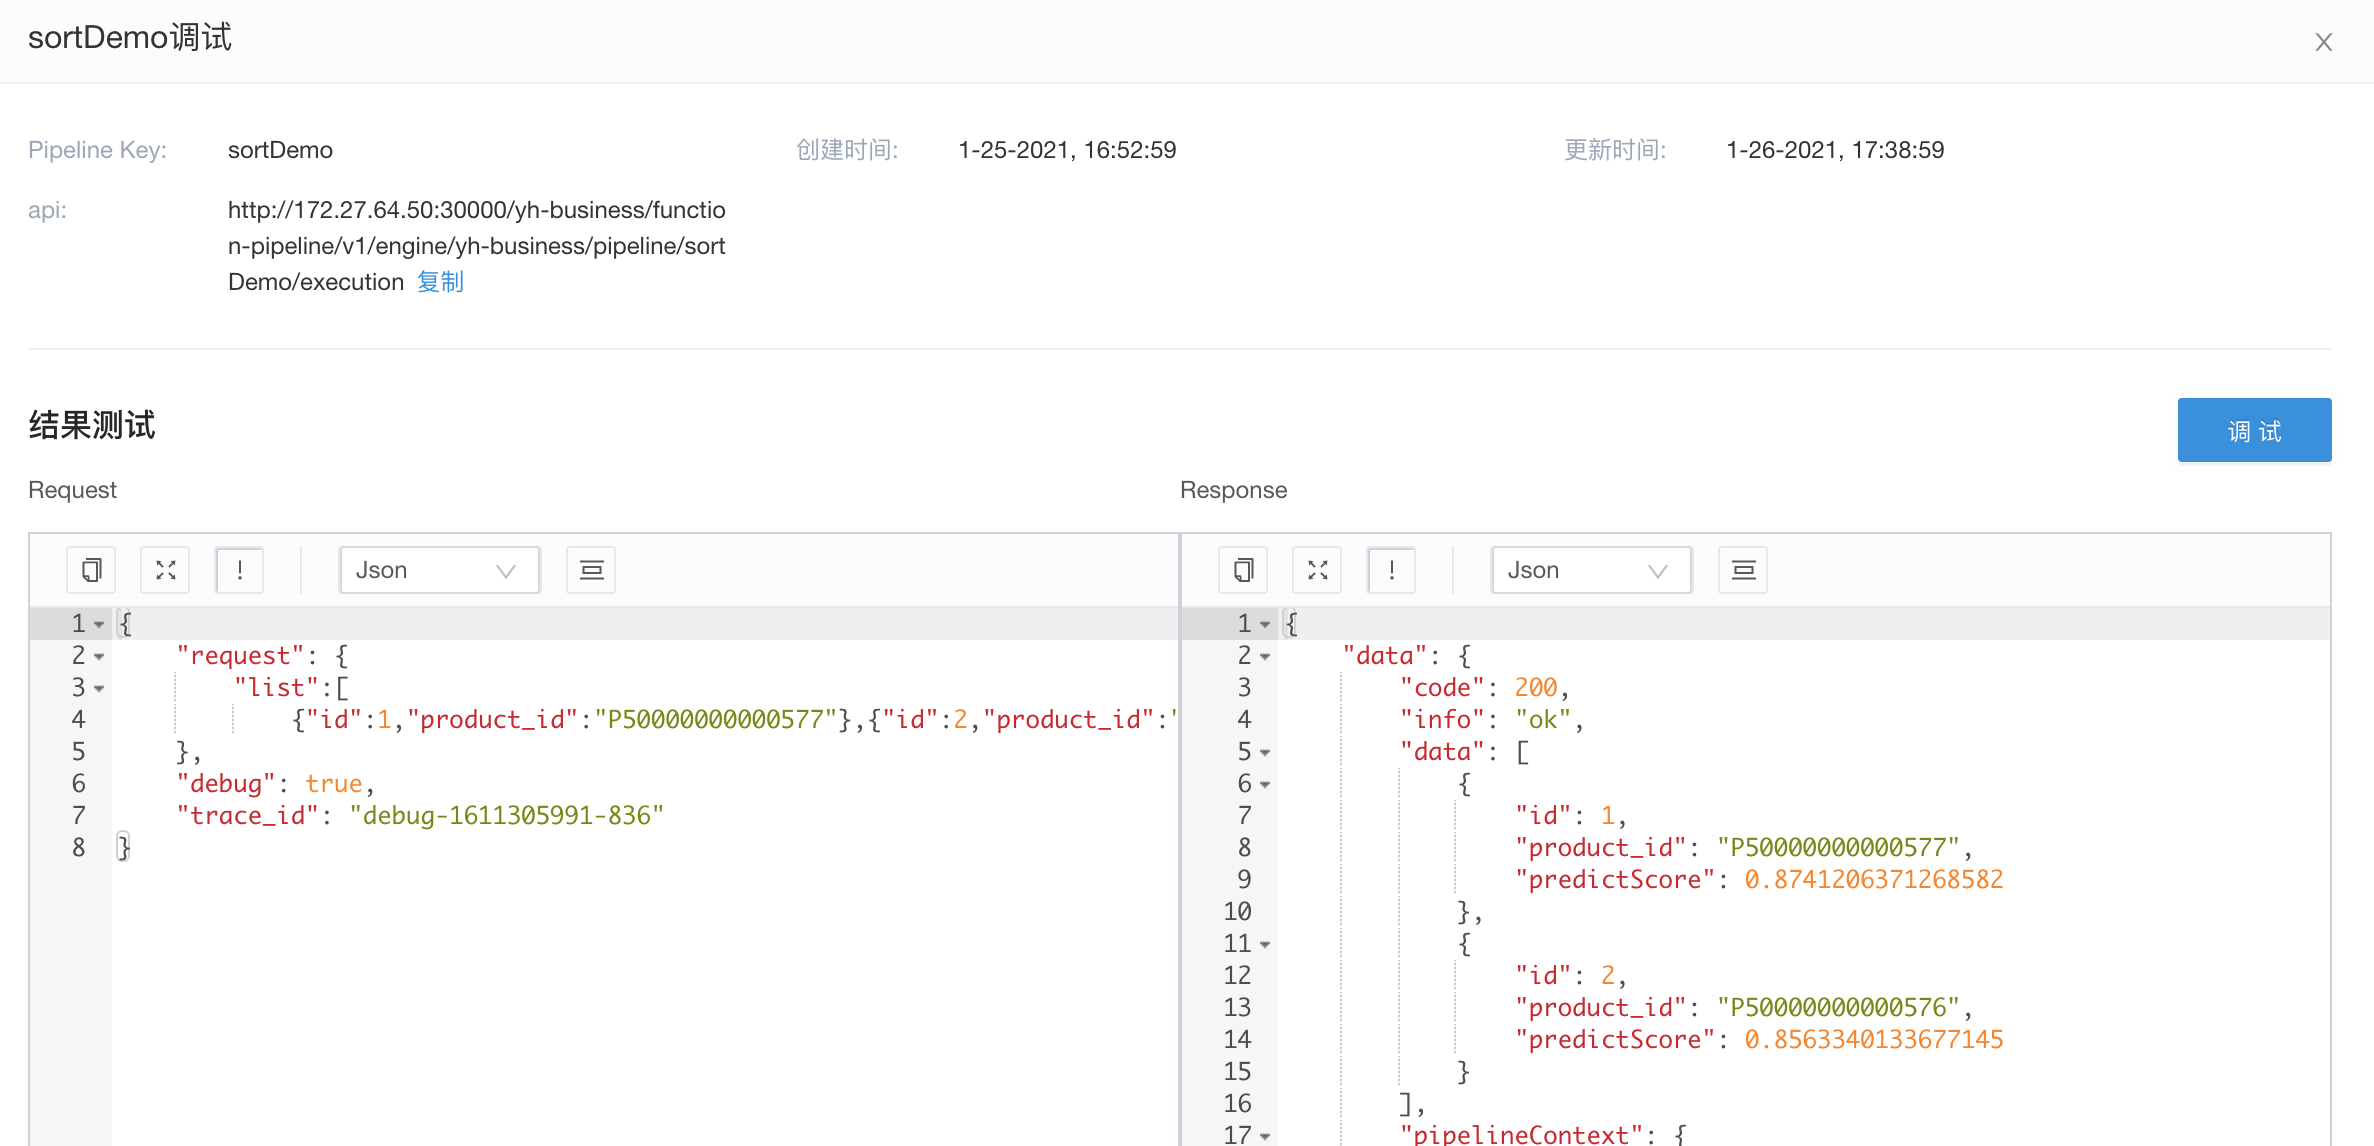 sortDemo调试
Pipeline Key: sortDemo 创建时间: 1-25-2021, 16:52:59 更新时间: 1-26-2021, 17:38:59
api: http://172.27.64.50:30000/yh-business/functio
n-pipeline/v1/engine/yh-business/pipeline/sort
Demo/execution 复制
结果测试
调 试
Request
Json
1 {
2 "request": {
3 "list":[
4 {"id":1,"product_id":"P50000000000577"},{"id":2,"product_id":"
5 },
6 "debug": true,
7 "trace_id": "debug-1611305991-836"
8 }
Response
Json
1 {
2 "data": {
3 "code": 200,
4 "info": "ok",
5 "data": [
6 {
7 "id": 1,
8 "product_id": "P50000000000577",
9 "predictScore": 0.8741206371268582
10 },
11 {
12 "id": 2,
13 "product_id": "P50000000000576",
14 "predictScore": 0.8563340133677145
15 }
16 ],
17 "pipelineContext": {